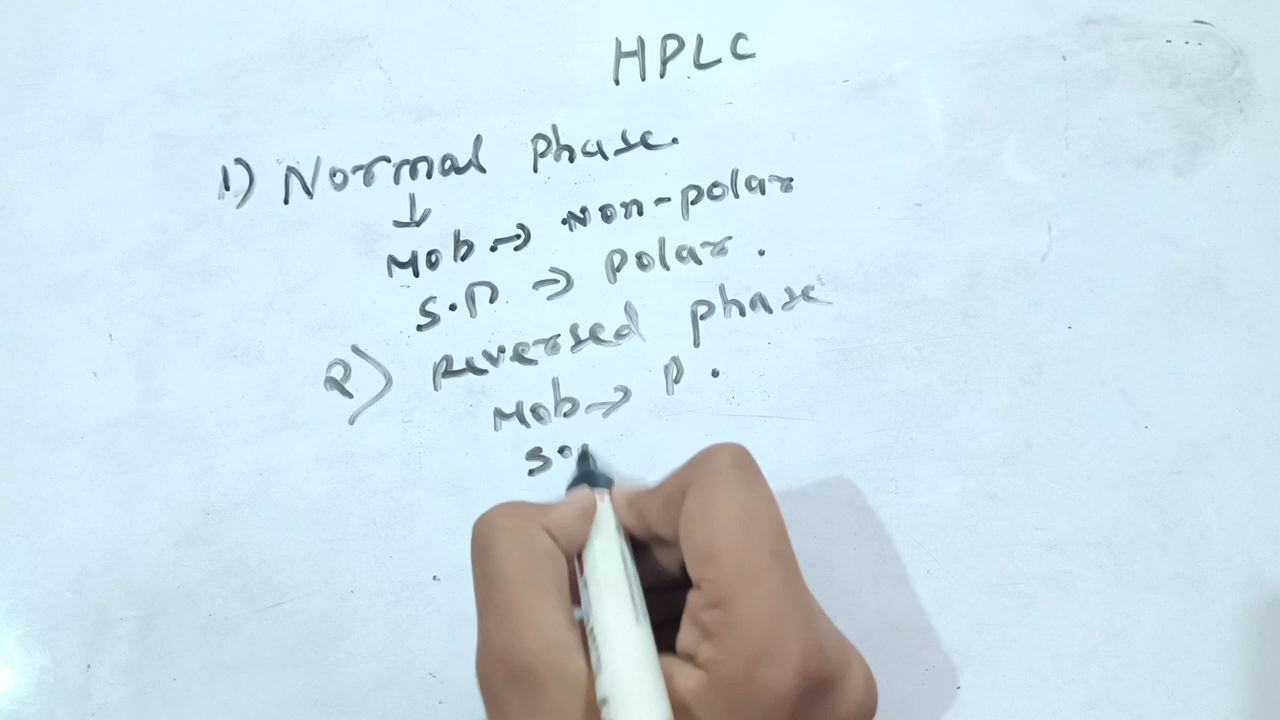 HPLC
1) Normal phase.
↓
Mob. → Non-polar
S.P. → polar.
2) Reversed phase
Mob → P.
S.